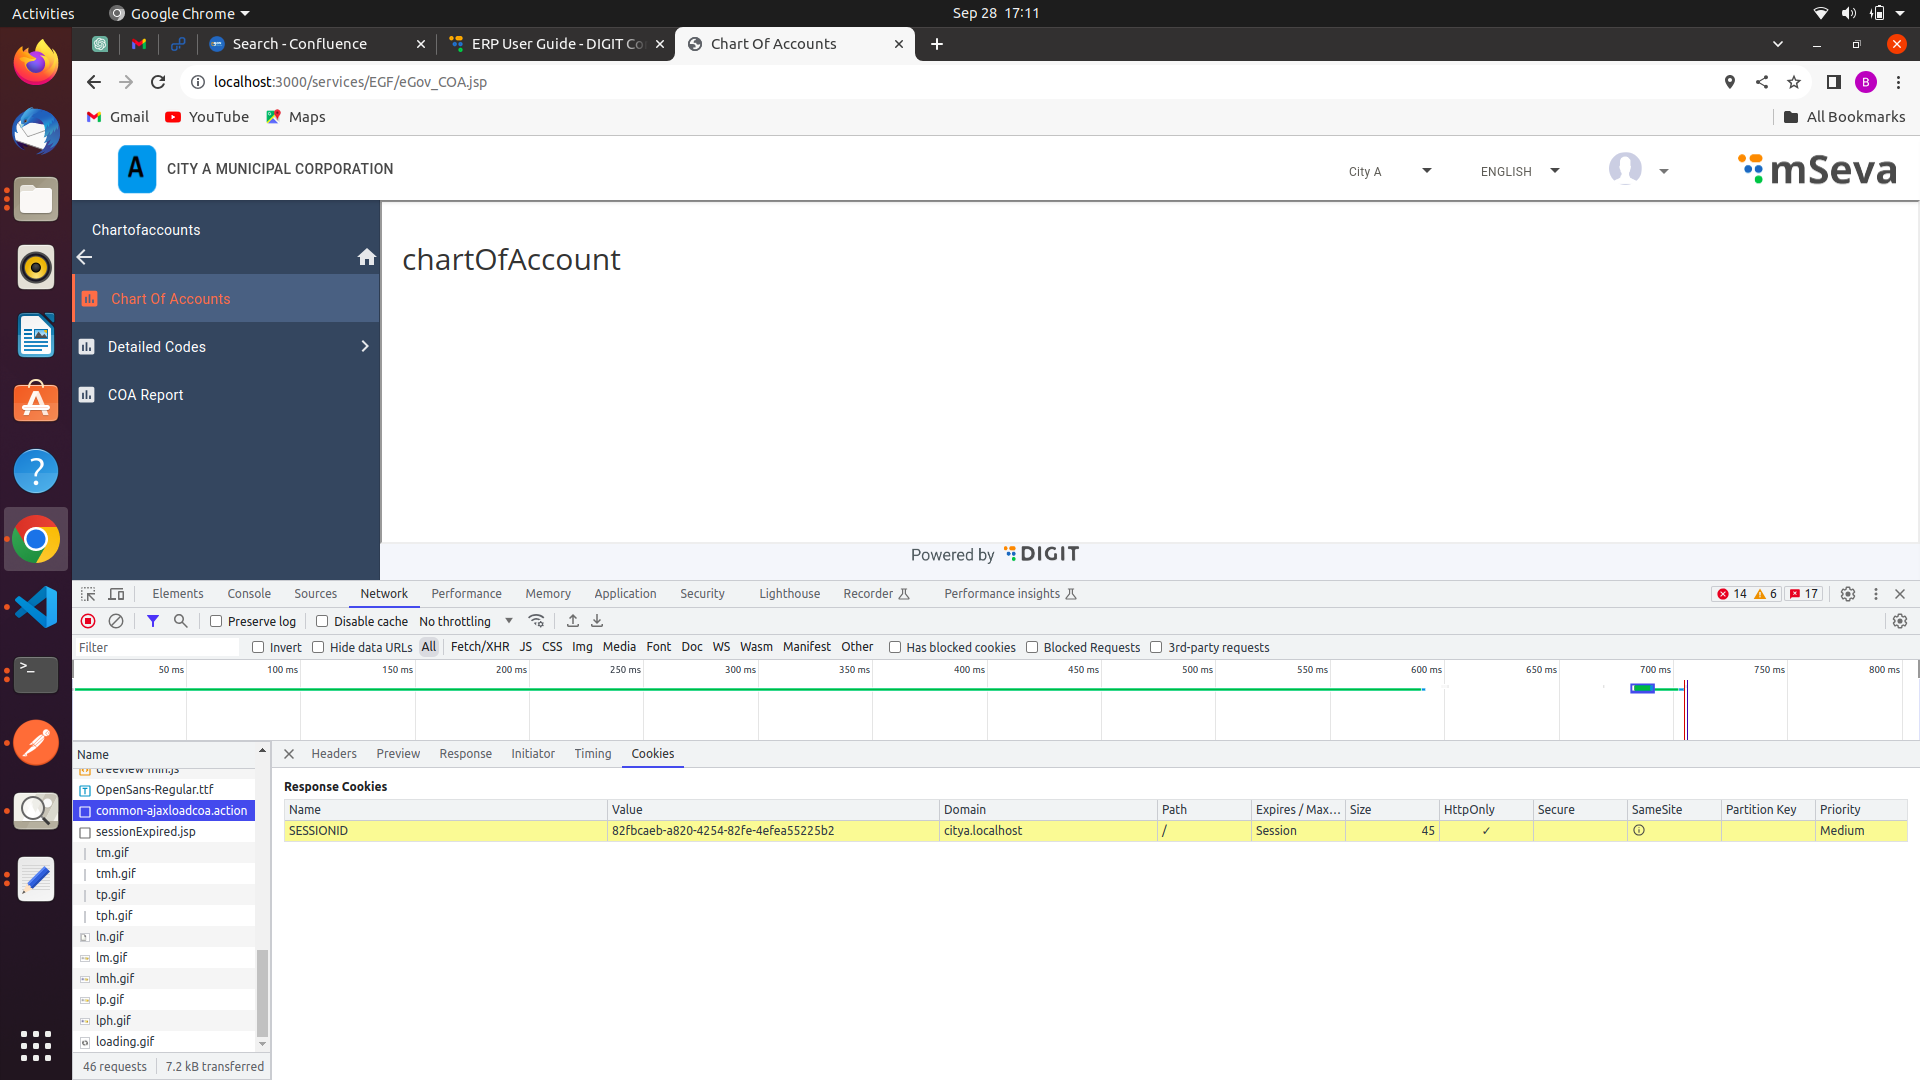 Activities
Google Chrome
Sep 28 17:11
Search - Confluence
ERP User Guide - DIGIT Co
Chart Of Accounts
localhost:3000/services/EGF/eGov_COA.jsp
B
Gmail
YouTube
Maps
All Bookmarks
A
CITY A MUNICIPAL CORPORATION
City A
ENGLISH
mSeva
Chartofaccounts
Chart Of Accounts
Detailed Codes
COA Report
chartOfAccount
Powered by DIGIT
Elements Console Sources Network Performance Memory Application Security Lighthouse Recorder Performance insights 14 6 17
Preserve log Disable cache No throttling
Filter Invert Hide data URLs All Fetch/XHR JS CSS Img Media Font Doc WS Wasm Manifest Other Has blocked cookies Blocked Requests 3rd-party requests
50 ms 100 ms 150 ms 200 ms 250 ms 300 ms 350 ms 400 ms 450 ms 500 ms 550 ms 600 ms 650 ms 700 ms 750 ms 800 ms
Name
treeview-min.js
OpenSans-Regular.ttf
common-ajaxloadcoa.action
sessionExpired.jsp
tm.gif
tmh.gif
tp.gif
tph.gif
ln.gif
lm.gif
lmh.gif
lp.gif
lph.gif
loading.gif
46 requests 7.2 kB transferred
Headers Preview Response Initiator Timing Cookies
Response Cookies
Name Value Domain Path Expires / Max... Size HttpOnly Secure SameSite Partition Key Priority
SESSIONID 82fbcaeb-a820-4254-82fe-4efea55225b2 citya.localhost / Session 45 ✓ Medium